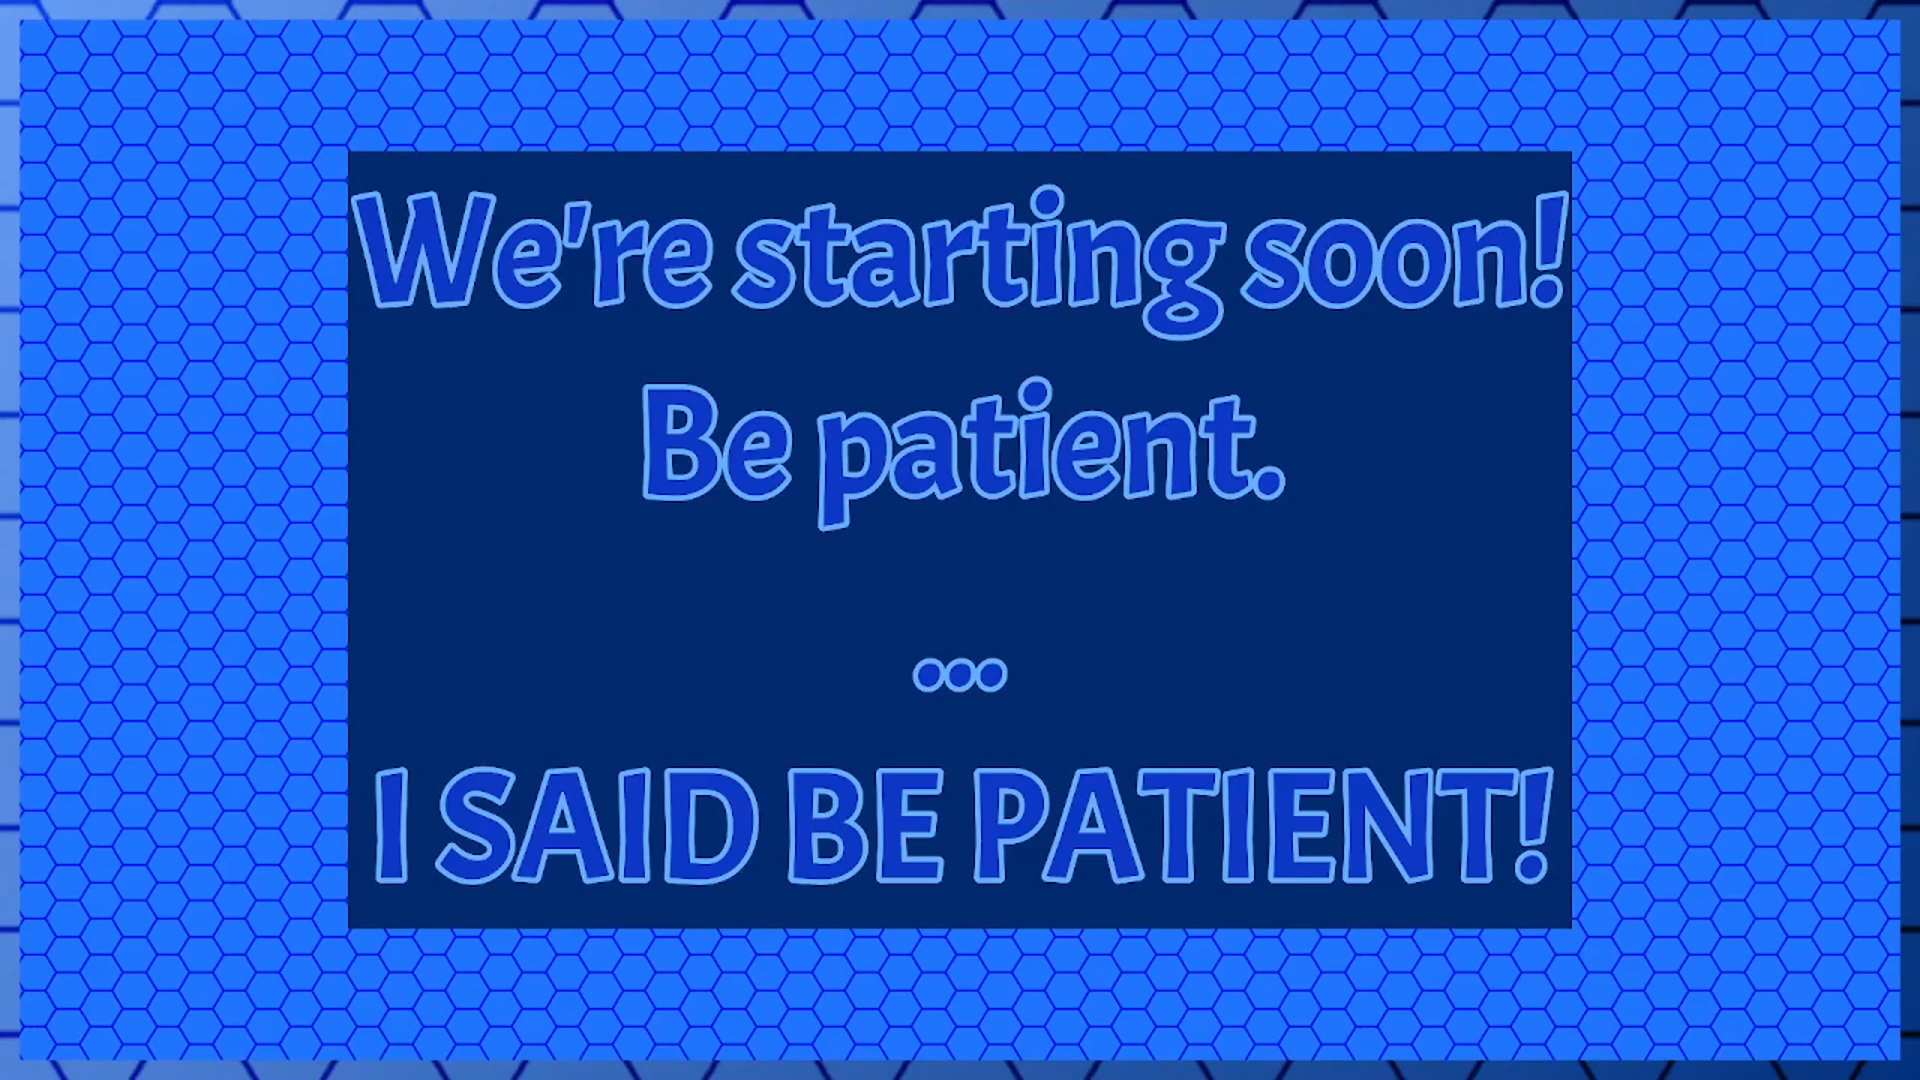 We're starting soon!
Be patient.
...
I SAID BE PATIENT!